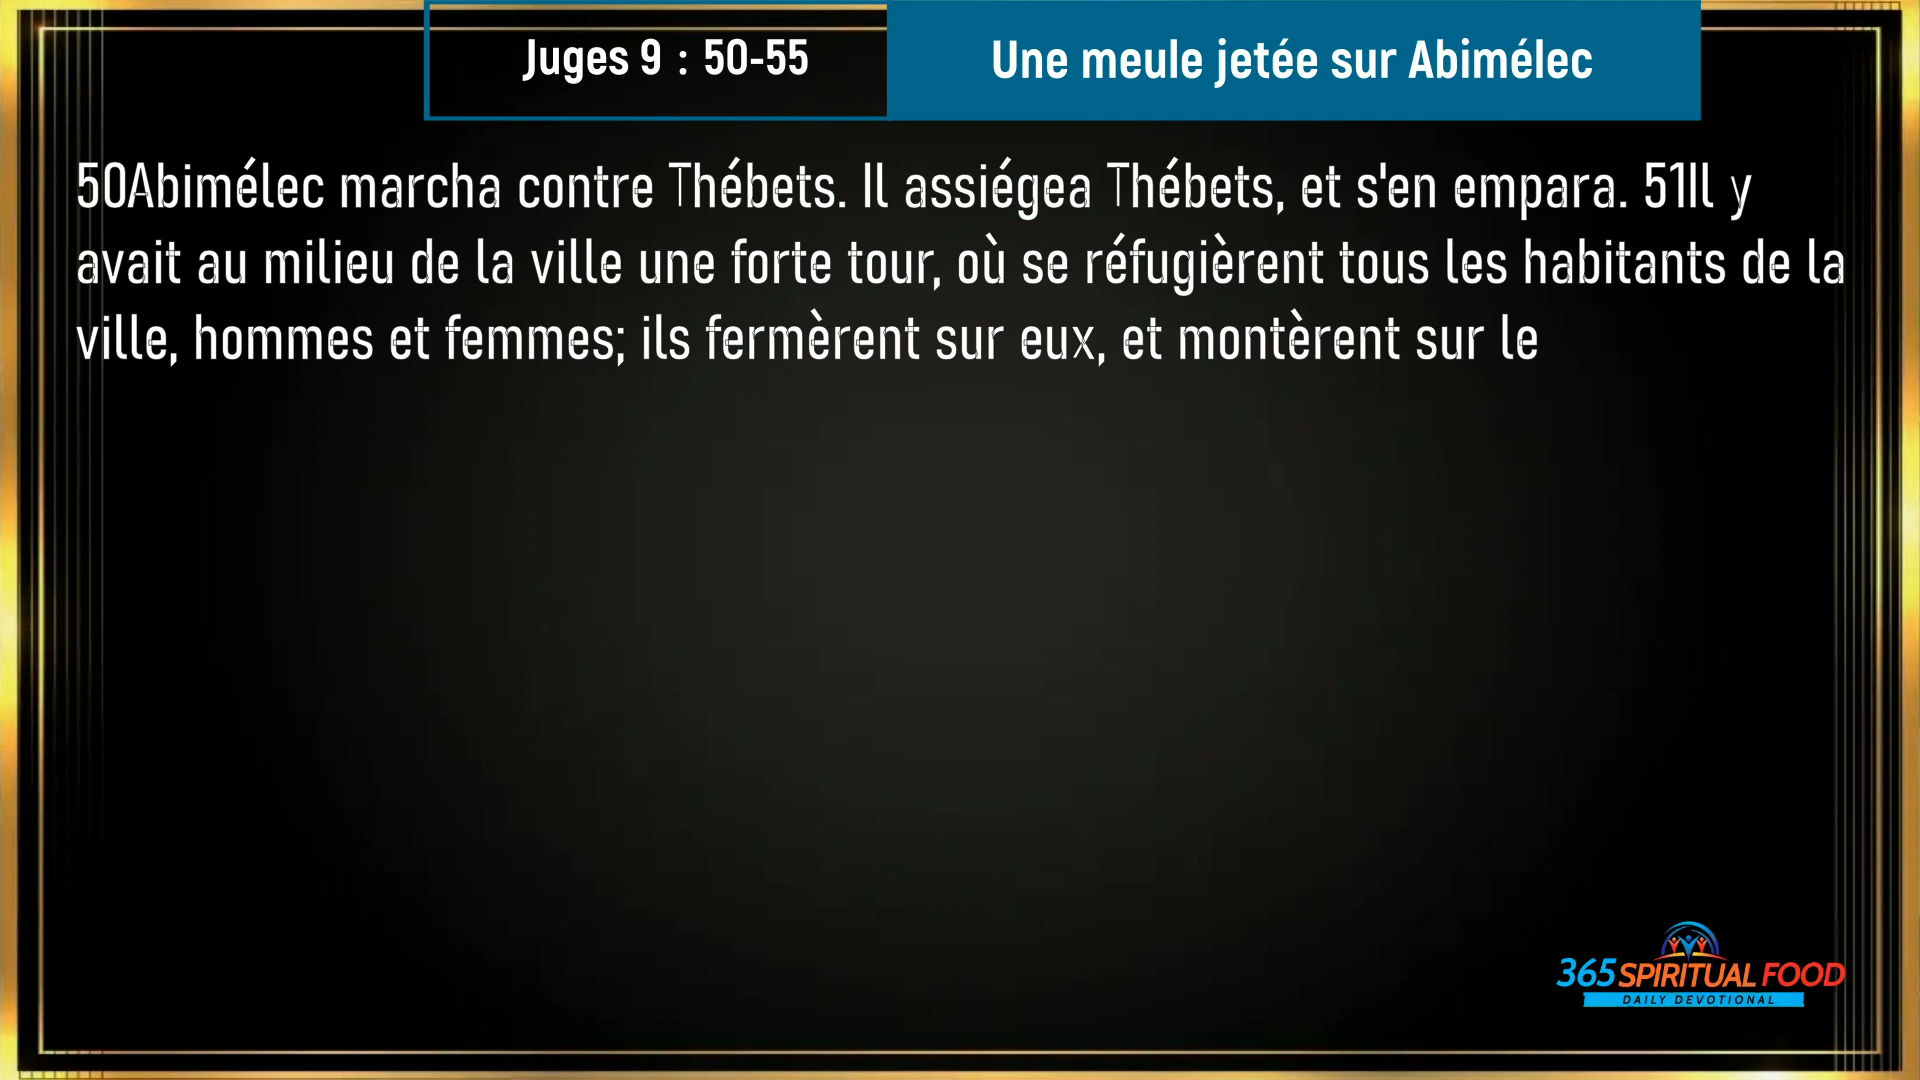 Juges 9 : 50-55
Une meule jetée sur Abimélec
50Abimélec marcha contre Thébets. Il assiégea Thébets, et s'en empara. 51Il y
avait au milieu de la ville une forte tour, où se réfugièrent tous les habitants de la
ville, hommes et femmes; ils fermèrent sur eux, et montèrent sur le
365 SPIRITUAL FOOD
DAILY DEVOTIONAL